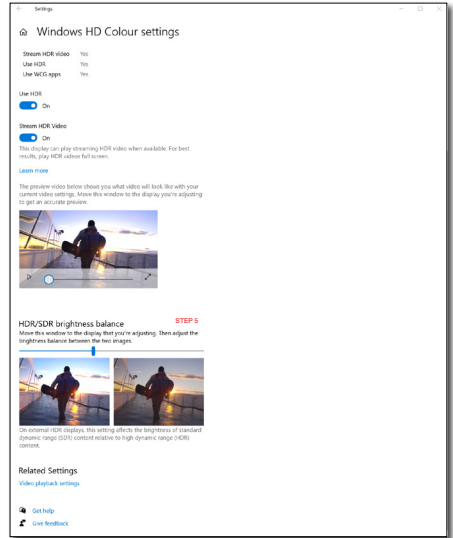 Settings
Windows HD Colour settings
Stream HDR video Yes
Use HDR Yes
Use WCG apps Yes
Use HDR
On
Stream HDR Video
On
This display can play streaming HDR video when available. For best
results, play HDR videos full screen.
Learn more
The preview video below shows you what video will look like with your
current video settings. Move this window to the display you're adjusting
to get an accurate preview.
HDR/SDR brightness balance STEP 5
Move this window to the display that you're adjusting. Then adjust the
brightness balance between the two images.
On external HDR displays, this setting affects the brightness of standard
dynamic range (SDR) content relative to high dynamic range (HDR)
content.
Related Settings
Video playback settings
Get help
Give feedback